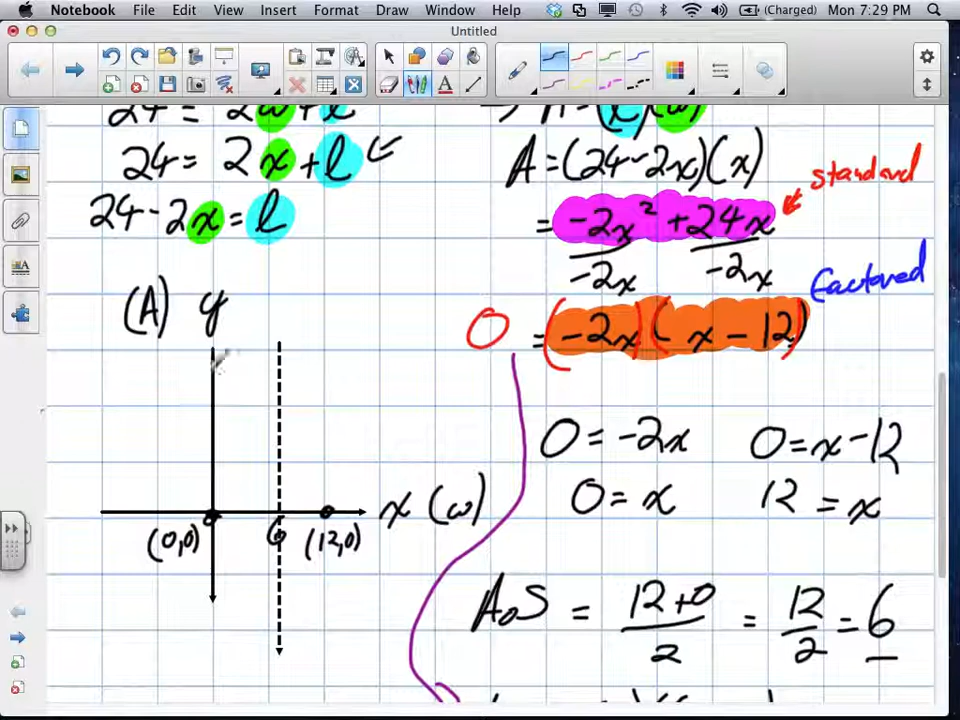 Notebook File Edit View Insert Format Draw Window Help (Charged) Mon 7:29 PM
Untitled
A
24 = 2w + l
24 = 2x + l
24 - 2x = l
A = (l)(w)
A = (24 - 2x)(x)
standard
= -2x² + 24x
-2x -2x
factored
0 = (-2x)(x - 12)
(A) y
x (w)
(0,0) 6 (12,0)
0 = -2x 0 = x - 12
0 = x 12 = x
AoS = 12+0 / 2 = 12 / 2 = 6